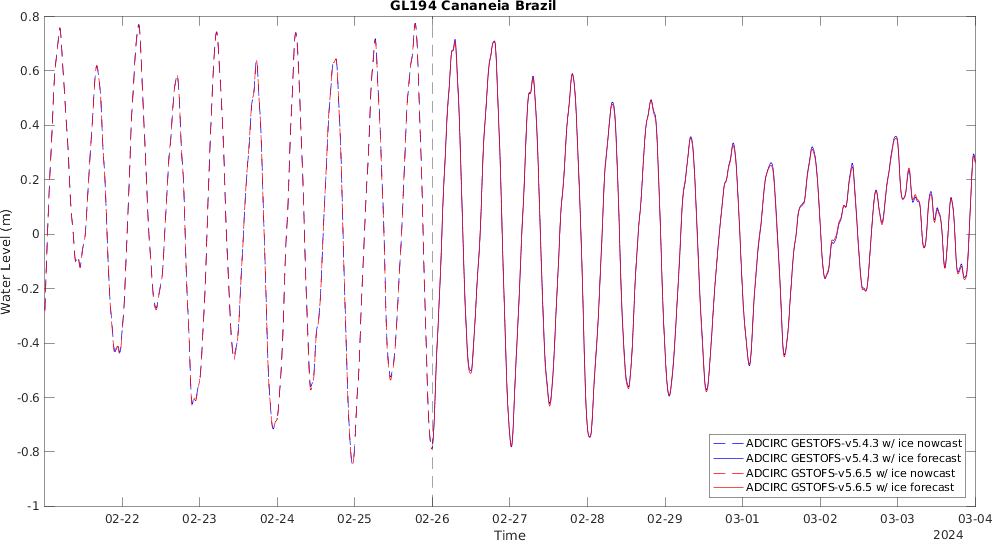 GL194 Cananeia Brazil
0.8
0.6
0.4
0.2
0
-0.2
-0.4
-0.6
-0.8
-1
Water Level (m)
ADCIRC GESTOFS-v5.4.3 w/ ice nowcast
ADCIRC GESTOFS-v5.4.3 w/ ice forecast
ADCIRC GSTOFS-v5.6.5 w/ ice nowcast
ADCIRC GSTOFS-v5.6.5 w/ ice forecast
02-22 02-23 02-24 02-25 02-26 02-27 02-28 02-29 03-01 03-02 03-03 03-04
Time
2024